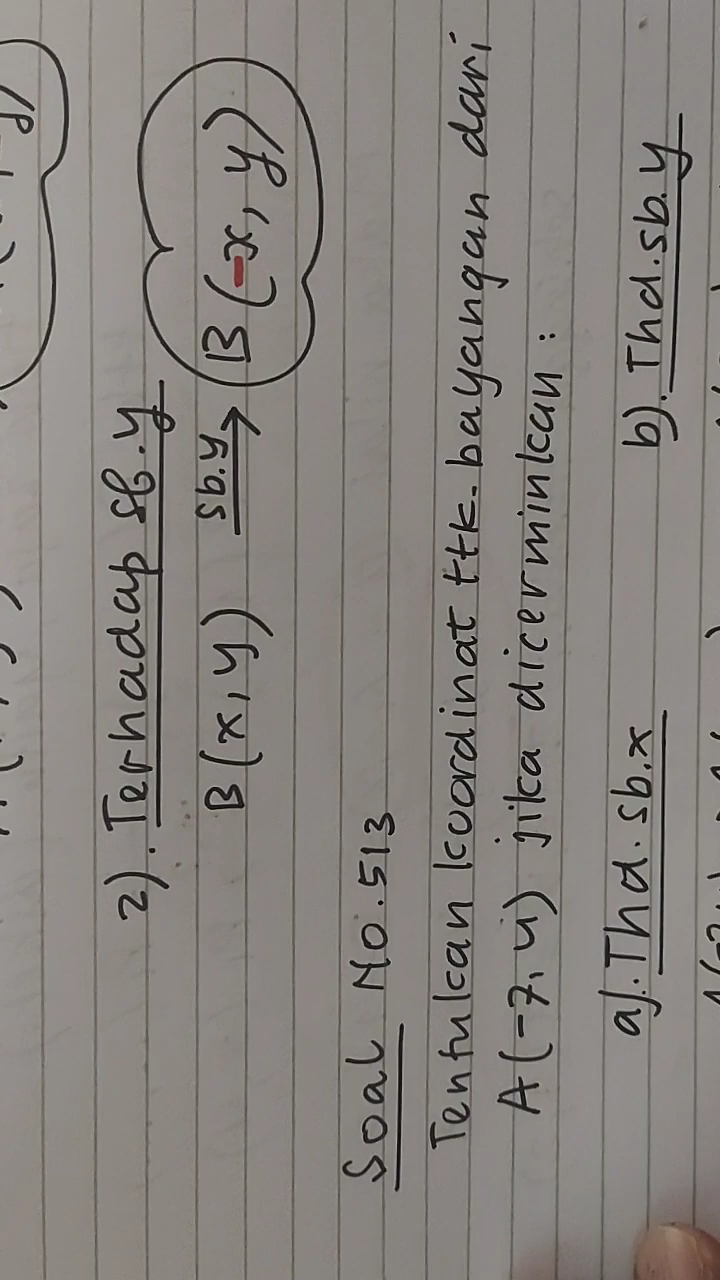 2). Terhadap sb. y
B(x, y) sb.y → B(-x, y)
Soal No. 513
Tentukan koordinat ttk. bayangan dari
A(-7, 4) jika dicerminkan :
a). Thd. sb. x b). Thd. sb. y